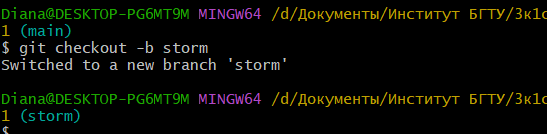 Diana@DESKTOP-PG6MT9M MINGW64 /d/Документы/Институт БГТУ/3к1с
1 (main)
$ git checkout -b storm
Switched to a new branch 'storm'
Diana@DESKTOP-PG6MT9M MINGW64 /d/Документы/Институт БГТУ/3к1с
1 (storm)
$